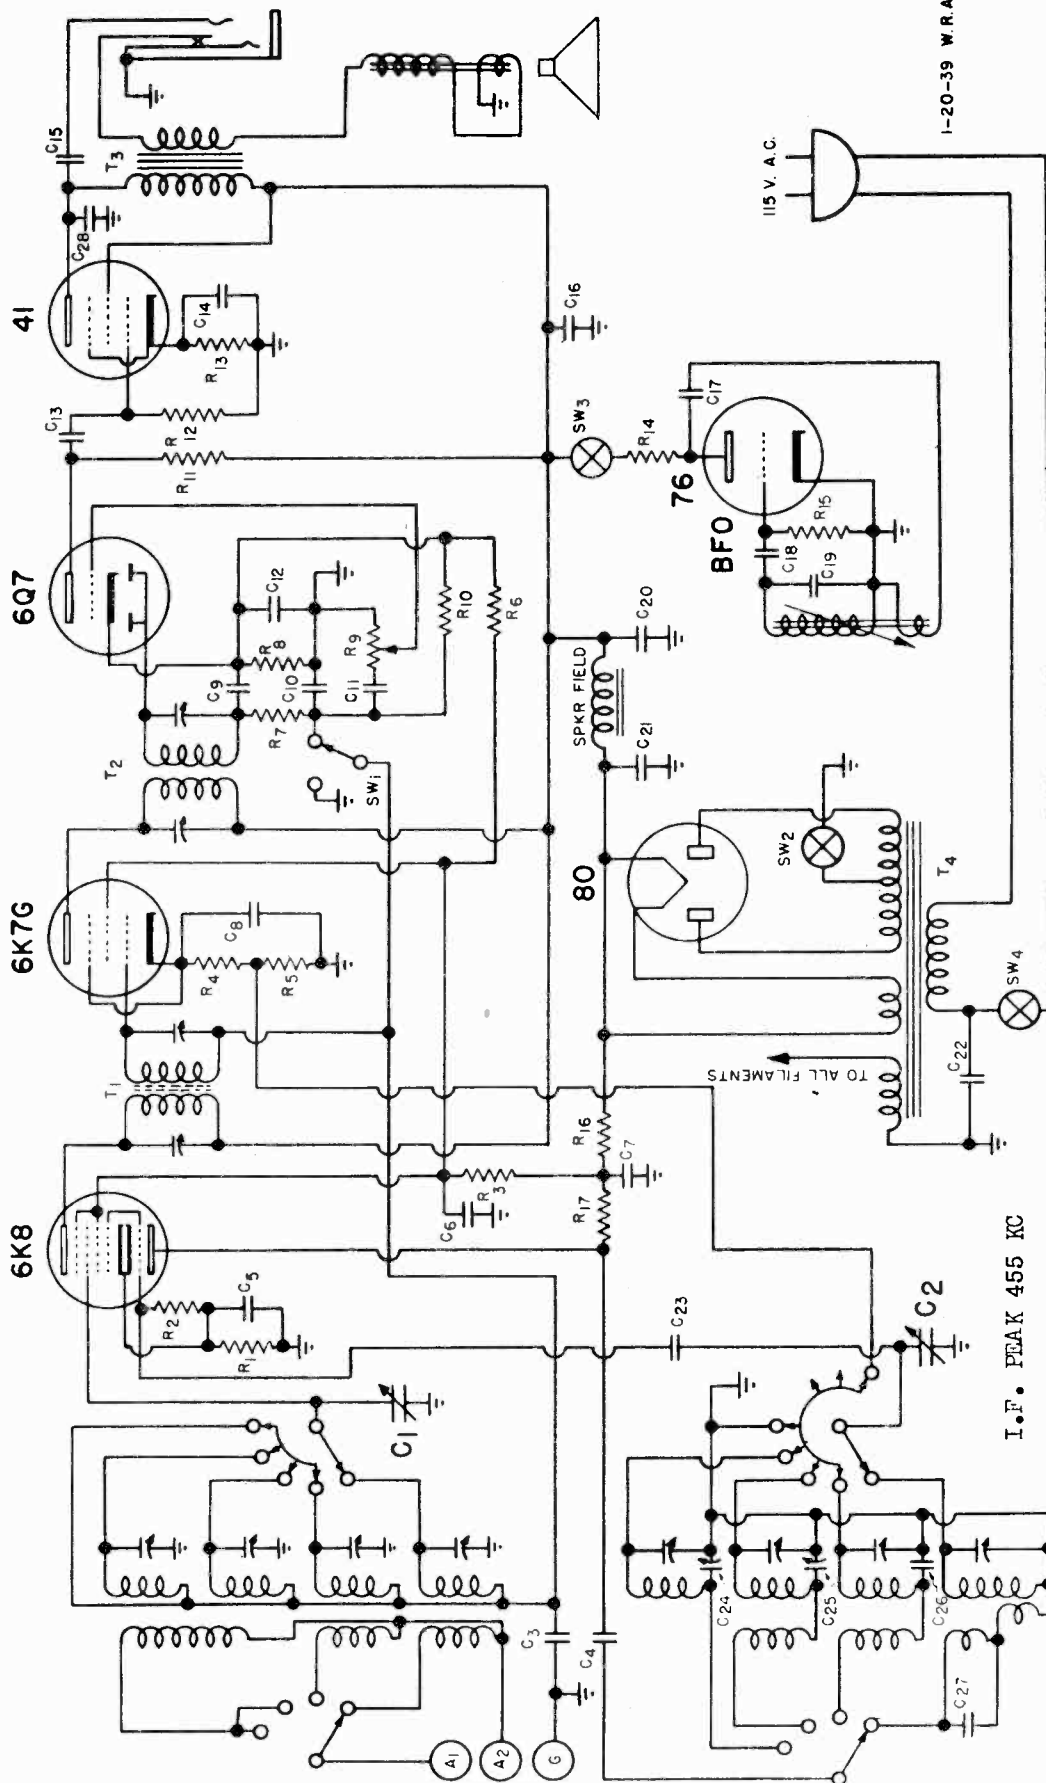 6K8
6K7G
6Q7
41
T1
T2
T3
C15
C28
C13
C14
R13
R12
R11
C12
R8
C9
R7
C10
R9
C11
R10
R6
SW1
C8
R4
R5
R2
C5
R1
C1
C6
R3
R16
R17
C7
C16
SW3
R14
C17
76
BFO
C18
R15
C19
C20
SPKR FIELD
C21
80
SW2
T4
SW4
C22
TO ALL FILAMENTS
115 V. A.C.
1-20-39 W.R.A
C23
C2
C3
C4
A1
A2
G
C24
C25
C26
C27
I.F. PEAK 455 KC